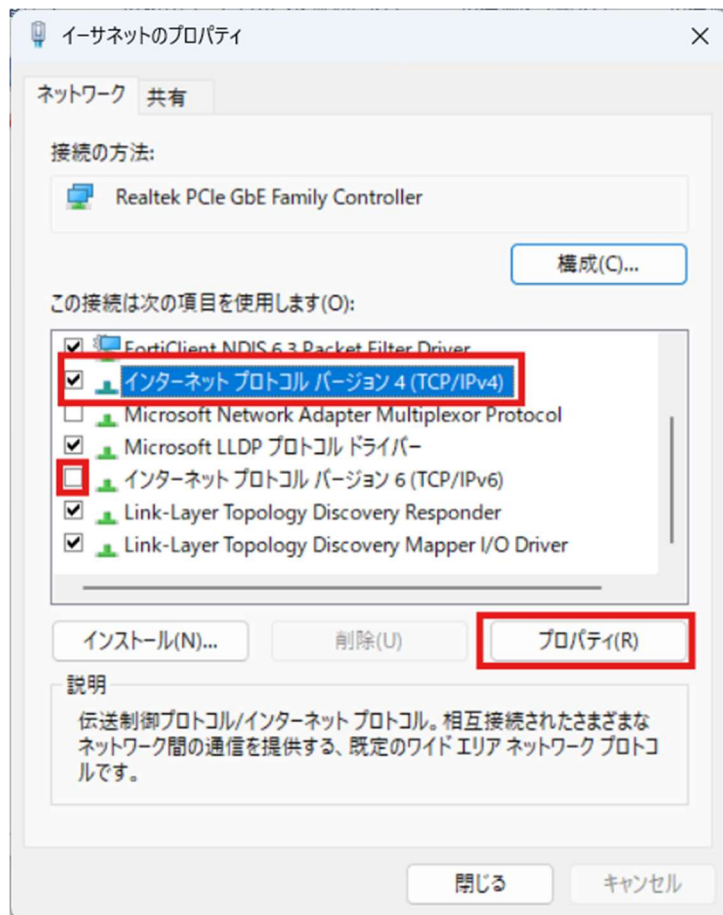 イーサネットのプロパティ
ネットワーク 共有
接続の方法:
Realtek PCIe GbE Family Controller
構成(C)...
この接続は次の項目を使用します(O):
FortiClient NDIS 6.3 Packet Filter Driver
インターネット プロトコル バージョン 4 (TCP/IPv4)
Microsoft Network Adapter Multiplexor Protocol
Microsoft LLDP プロトコル ドライバー
インターネット プロトコル バージョン 6 (TCP/IPv6)
Link-Layer Topology Discovery Responder
Link-Layer Topology Discovery Mapper I/O Driver
インストール(N)... 削除(U) プロパティ(R)
説明
伝送制御プロトコル/インターネット プロトコル。相互接続されたさまざまな
ネットワーク間の通信を提供する、既定のワイド エリア ネットワーク プロトコ
ルです。
閉じる キャンセル